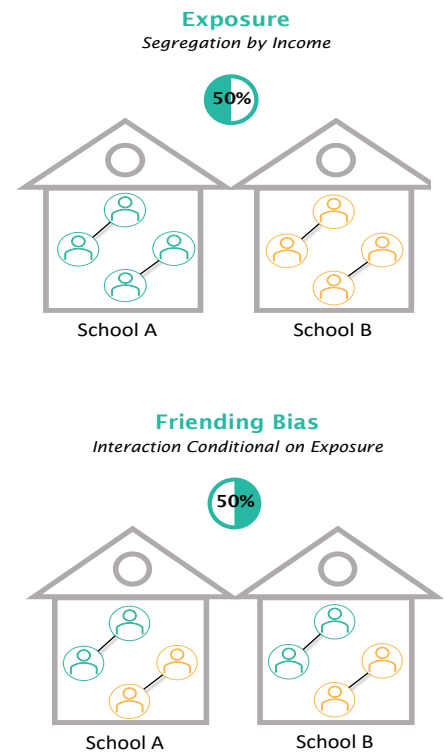 Exposure
Segregation by Income
50%
School A
School B
Friending Bias
Interaction Conditional on Exposure
50%
School A
School B